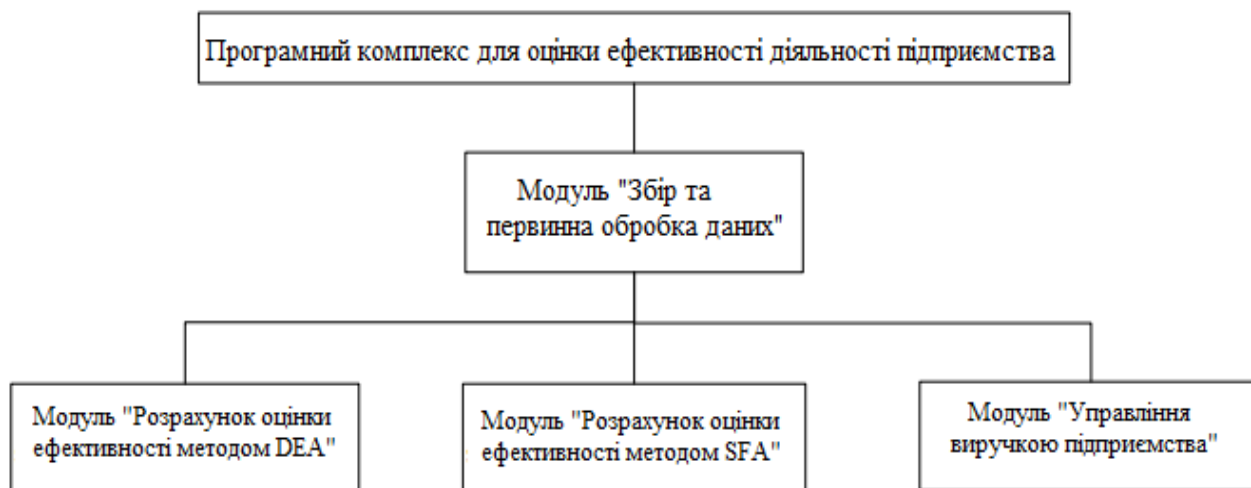 Програмний комплекс для оцінки ефективності діяльності підприємства
Модуль "Збір та
первинна обробка даних"
Модуль "Розрахунок оцінки
ефективності методом DEA"
Модуль "Розрахунок оцінки
ефективності методом SFA"
Модуль "Управління
виручкою підприємства"